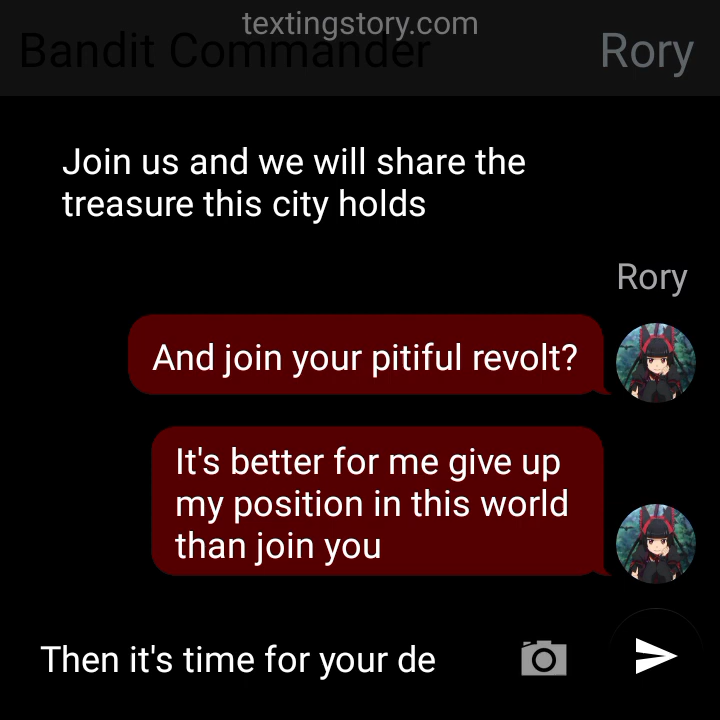 textingstory.com
Bandit Commander
Rory
Join us and we will share the
treasure this city holds
Rory
And join your pitiful revolt?
It's better for me give up
my position in this world
than join you
Then it's time for your de